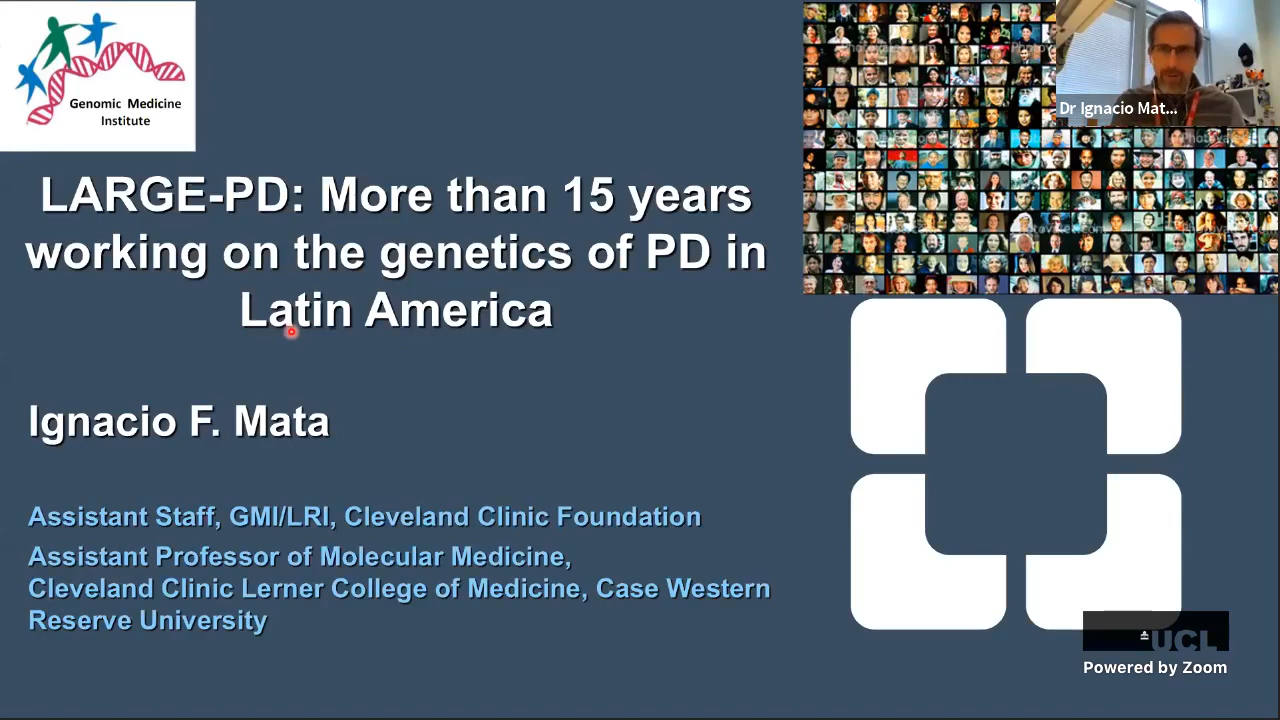 Genomic Medicine
Institute
Dr Ignacio Mat...
LARGE-PD: More than 15 years
working on the genetics of PD in
Latin America
Ignacio F. Mata
Assistant Staff, GMI/LRI, Cleveland Clinic Foundation
Assistant Professor of Molecular Medicine,
Cleveland Clinic Lerner College of Medicine, Case Western
Reserve University
UCL
Powered by Zoom